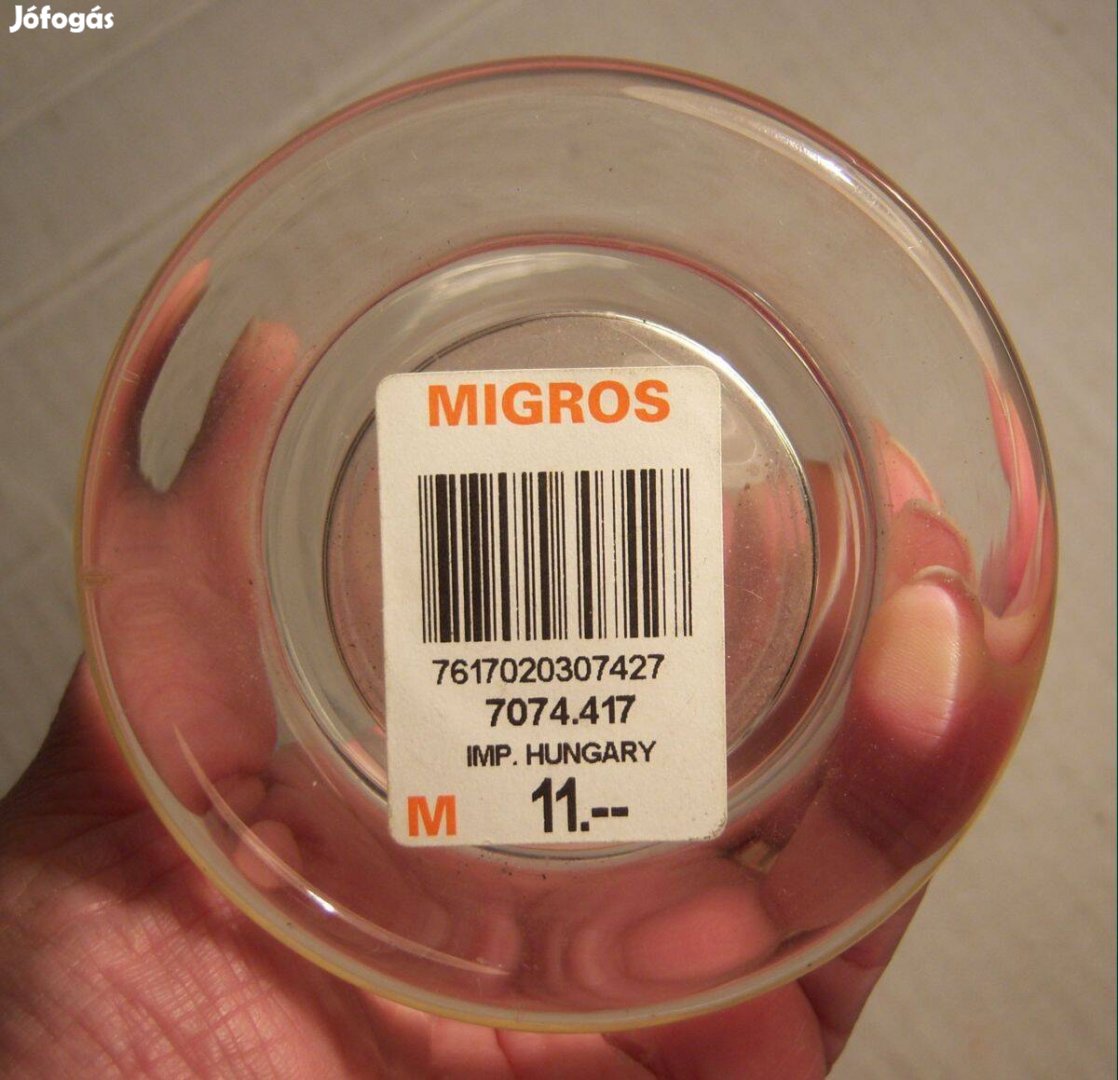 Jófogás
MIGROS
7617020307427
7074.417
IMP. HUNGARY
M 11.--